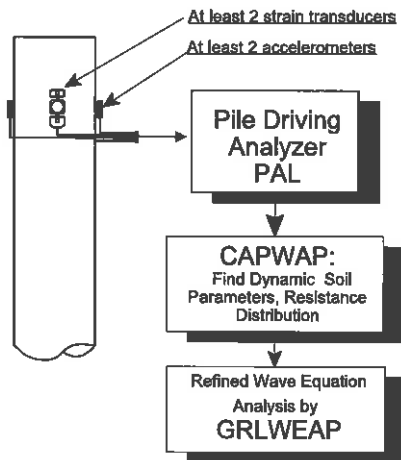 At least 2 strain transducers
At least 2 accelerometers
Pile Driving
Analyzer
PAL
CAPWAP:
Find Dynamic Soil
Parameters, Resistance
Distribution
Refined Wave Equation
Analysis by
GRLWEAP